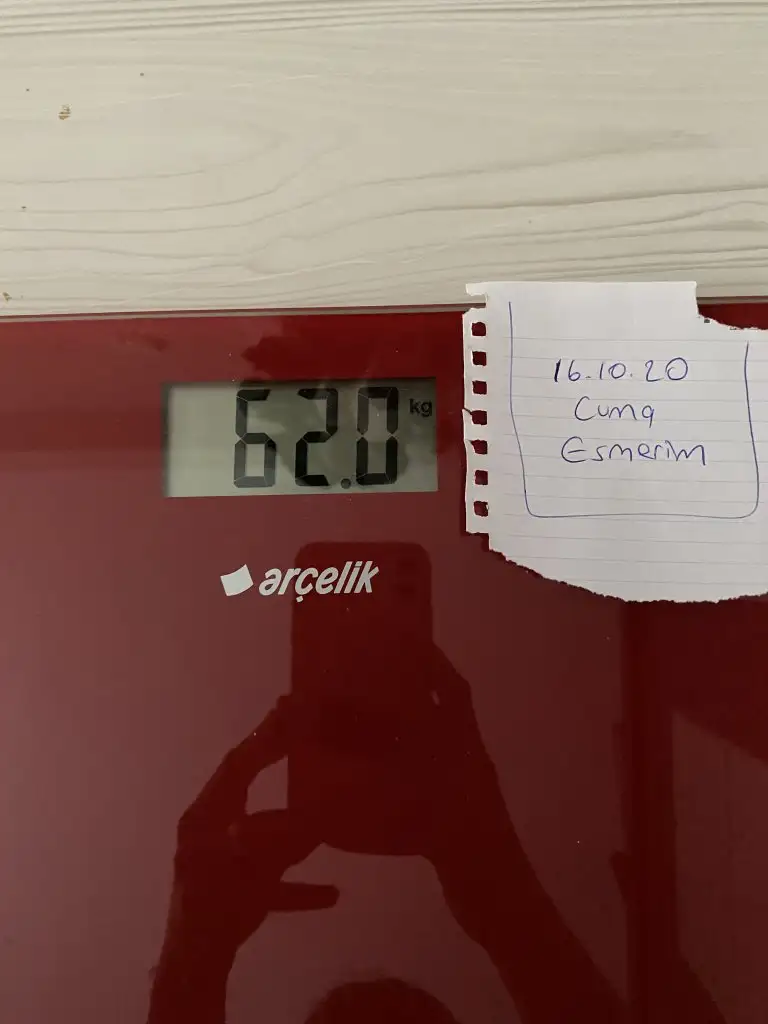 62.0 kg
arçelik
16.10.20
Cuma
Esmerim